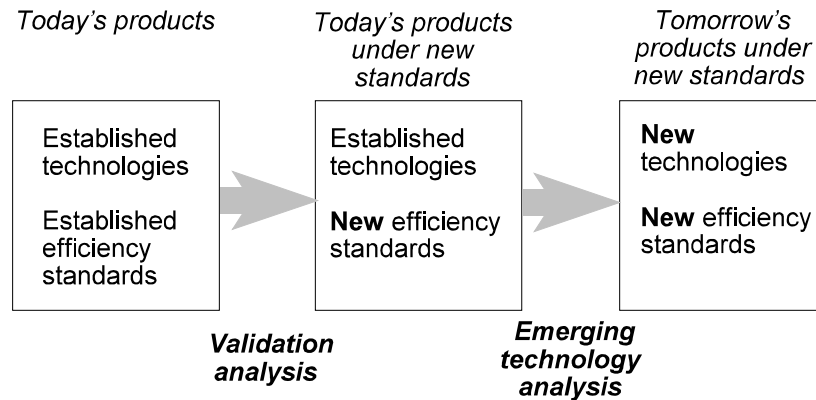 Today's products
Today's products
under new
standards
Tomorrow's
products under
new standards
Established
technologies
Established
efficiency
standards
Established
technologies
New efficiency
standards
New
technologies
New efficiency
standards
Validation
analysis
Emerging
technology
analysis